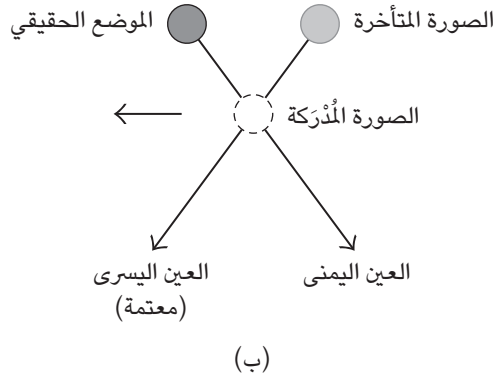 الصورة المتأخرة
الموضع الحقيقي
الصورة المُدْرَكة
العين اليمنى
العين اليسرى
(معتمة)
(ب)